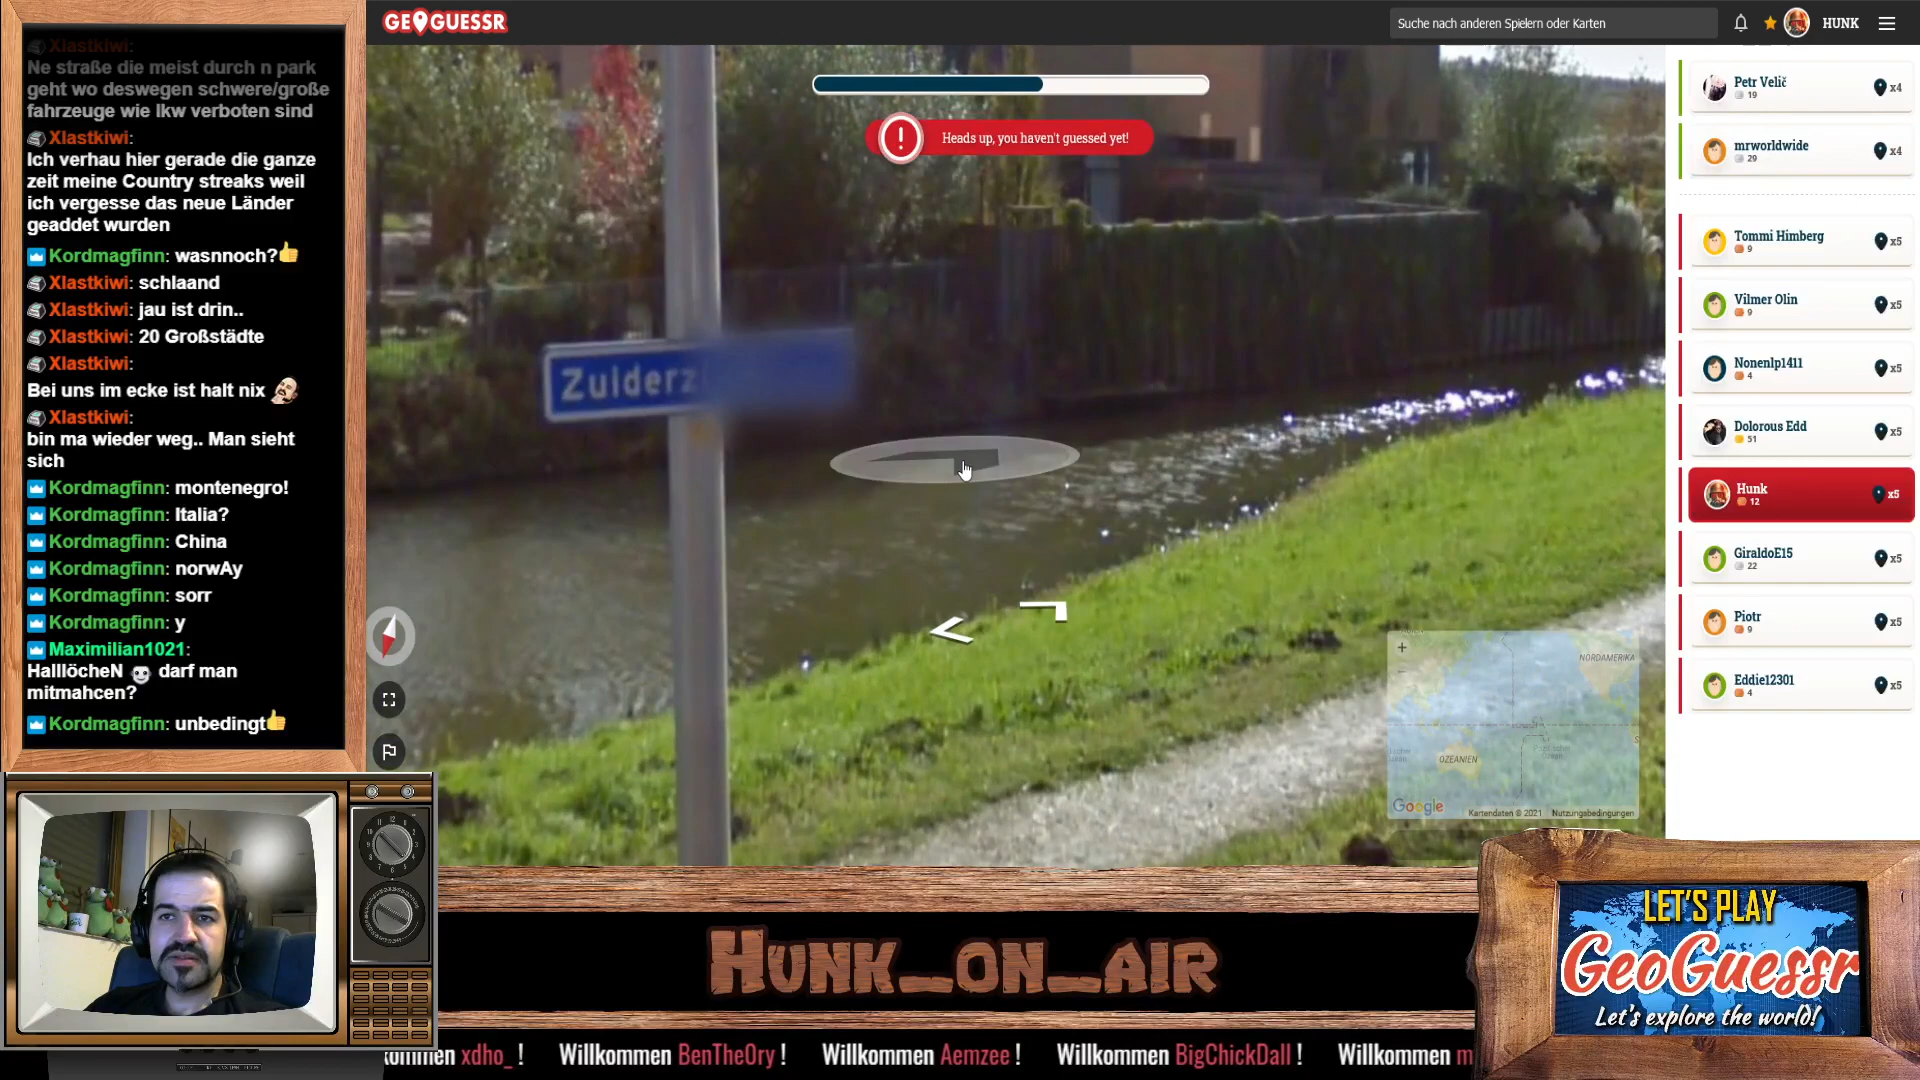 Xlastkiwi:
Ne straße die meist durch n park
geht wo deswegen schwere/große
fahrzeuge wie lkw verboten sind
Xlastkiwi:
Ich verhau hier gerade die ganze
zeit meine Country streaks weil
ich vergesse das neue Länder
geaddet wurden
Kordmagfinn: wasnnoch?
Xlastkiwi: schlaand
Xlastkiwi: jau ist drin..
Xlastkiwi: 20 Großstädte
Xlastkiwi:
Bei uns im ecke ist halt nix
Xlastkiwi:
bin ma wieder weg.. Man sieht
sich
Kordmagfinn: montenegro!
Kordmagfinn: Italia?
Kordmagfinn: China
Kordmagfinn: norwAy
Kordmagfinn: sorr
Kordmagfinn: y
Maximilian1021:
HalllöcheN darf man
mitmahcen?
Kordmagfinn: unbedingt
GEOGUESSR
Suche nach anderen Spielern oder Karten
HUNK
Heads up, you haven't guessed yet!
Zuiderz
Petr Velič
19
x4
mrworldwide
29
x4
Tommi Himberg
9
x5
Vilmer Olin
9
x5
Nonenlp1411
4
x5
Dolorous Edd
51
x5
Hunk
12
x5
GiraldoE15
22
x5
Piotr
9
x5
Eddie12301
4
x5
NORDAMERIKA
OZEANIEN
Google
Kartendaten © 2021
Nutzungsbedingungen
HUNK_ON_AIR
LET'S PLAY
GeoGuessr
Let's explore the world!
kommen xdho_ ! Willkommen BenTheOry ! Willkommen Aemzee ! Willkommen BigChickDall ! Willkommen m